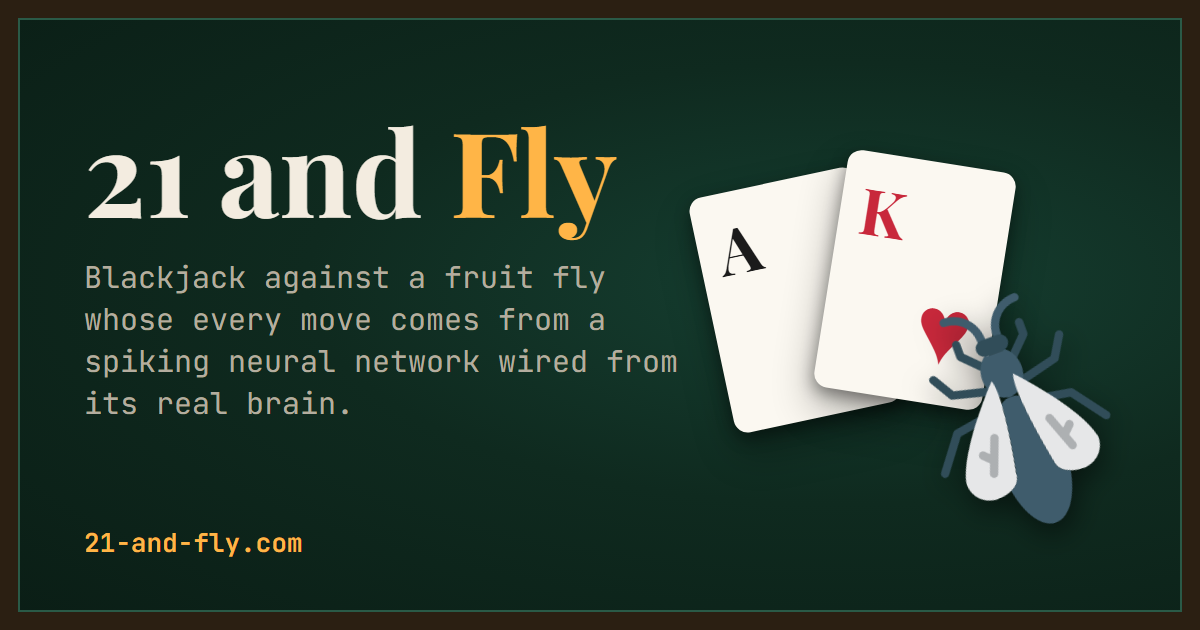 21 and Fly
Blackjack against a fruit fly
whose every move comes from a
spiking neural network wired from
its real brain.
A
K
21-and-fly.com